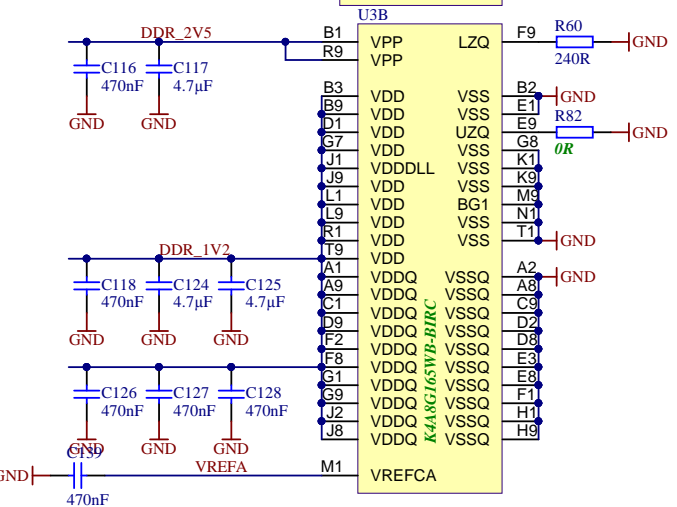 U3B
DDR_2V5
B1 VPP LZQ F9 R60 GND
R9 VPP 240R
C116 C117
470nF 4.7µF
GND GND
B3 VDD VSS B2 GND
B9 VDD VSS E1 R82
D1 VDD UZQ E9 GND
G7 VDD VSS G8 0R
J1 VDDDLL VSS K1
J9 VDD VSS K9
L1 VDD BG1 M9
L9 VDD VSS N1
R1 VDD VSS T1 GND
DDR_1V2 T9 VDD
A1 VDDQ VSSQ A2 GND
C118 C124 C125 A9 VDDQ VSSQ A8
470nF 4.7µF 4.7µF C1 VDDQ VSSQ C9
D9 VDDQ VSSQ D2
GND GND GND F2 VDDQ VSSQ D8
F8 VDDQ VSSQ E3
G1 VDDQ VSSQ E8
C126 C127 C128 G9 VDDQ VSSQ F1
470nF 470nF 470nF J2 VDDQ VSSQ H1
J8 VDDQ VSSQ H9
K4A8G165WB-BIRC
GND GND GND
C139
GND VREFA M1 VREFCA
470nF